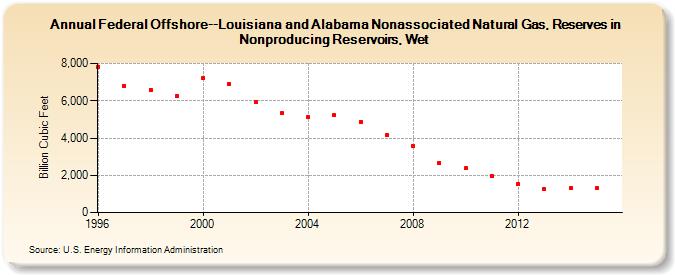 Annual Federal Offshore--Louisiana and Alabama Nonassociated Natural Gas, Reserves in
Nonproducing Reservoirs, Wet
Billion Cubic Feet
8,000
6,000
4,000
2,000
0
1996
2000
2004
2008
2012
Source: U.S. Energy Information Administration